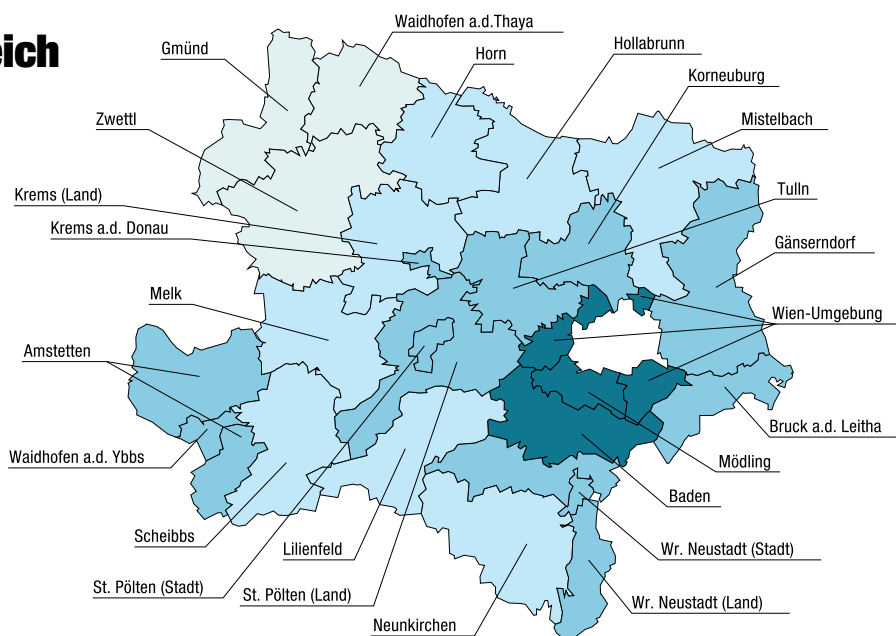 eich
Waidhofen a.d.Thaya
Gmünd
Horn
Hollabrunn
Korneuburg
Zwettl
Mistelbach
Krems (Land)
Tulln
Krems a.d. Donau
Gänserndorf
Melk
Wien-Umgebung
Amstetten
Bruck a.d. Leitha
Waidhofen a.d. Ybbs
Mödling
Baden
Scheibbs
Lilienfeld
Wr. Neustadt (Stadt)
St. Pölten (Stadt)
St. Pölten (Land)
Wr. Neustadt (Land)
Neunkirchen